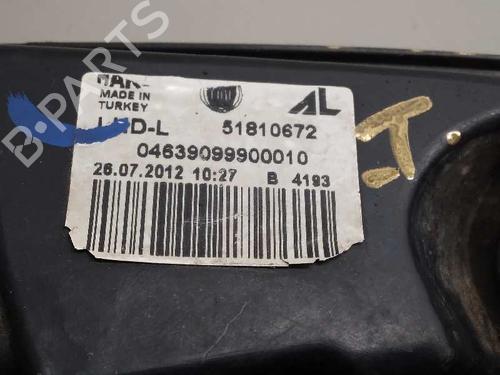 MADE IN
TURKEY
AL
51810672
04639099900010
26.07.2012 10:27 B 4193
B-PARTS